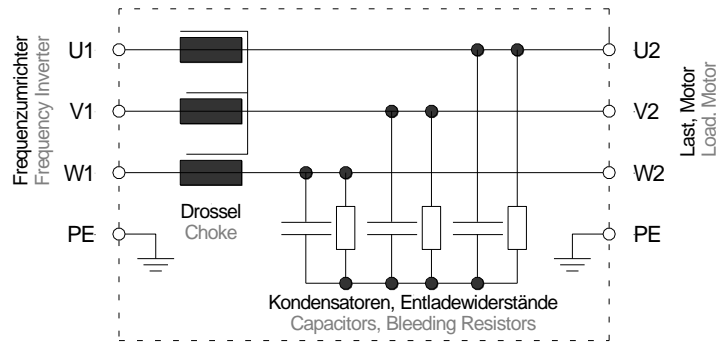 U1
U2
Frequenzumrichter
Frequency Inverter
V1
V2
Last, Motor
Load. Motor
W1
W2
Drossel
Choke
PE
PE
Kondensatoren, Entladewiderstände
Capacitors, Bleeding Resistors